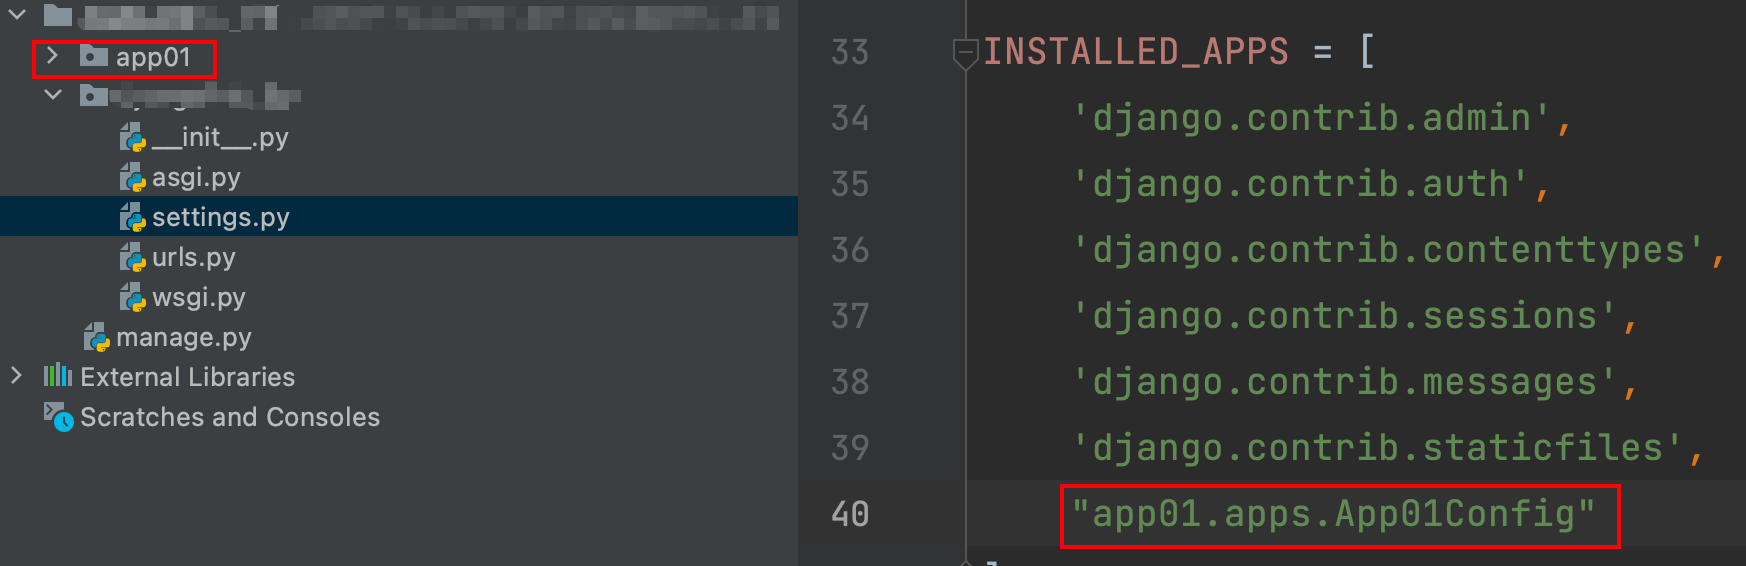 app01
__init__.py
asgi.py
settings.py
urls.py
wsgi.py
manage.py
External Libraries
Scratches and Consoles
33 INSTALLED_APPS = [
34 'django.contrib.admin',
35 'django.contrib.auth',
36 'django.contrib.contenttypes',
37 'django.contrib.sessions',
38 'django.contrib.messages',
39 'django.contrib.staticfiles',
40 "app01.apps.App01Config"